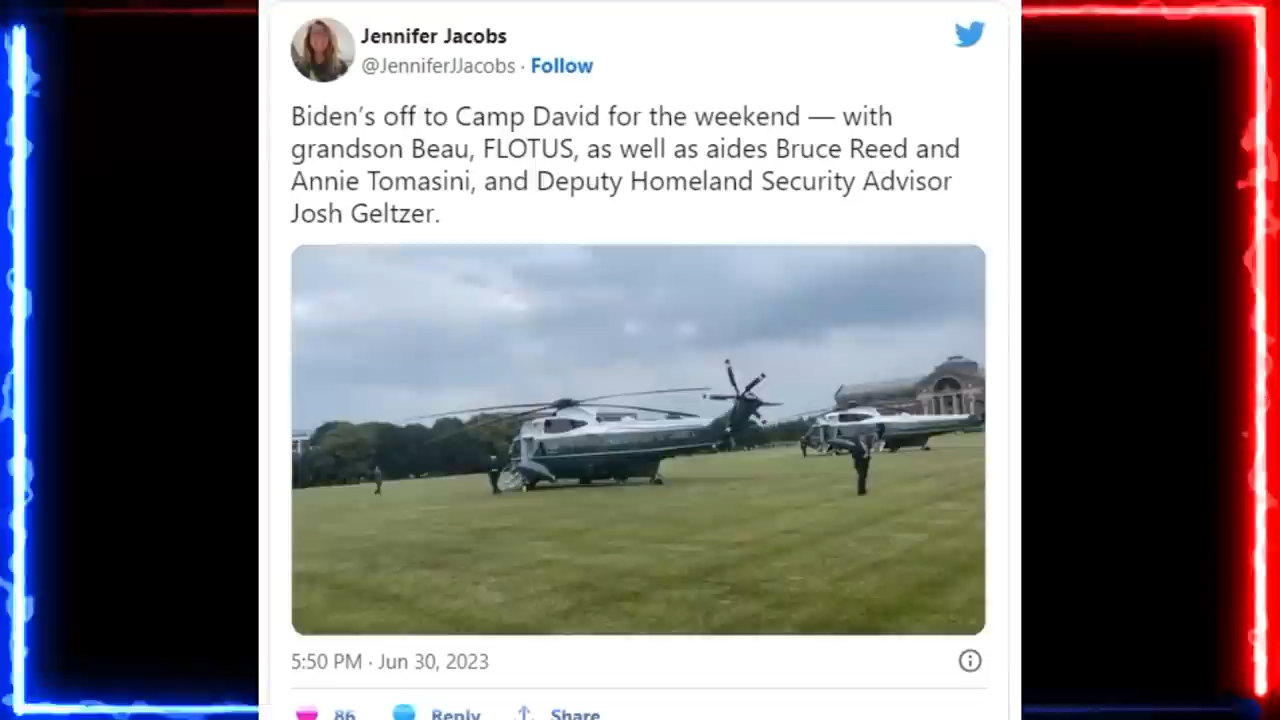 Jennifer Jacobs
@JenniferJJacobs · Follow
Biden's off to Camp David for the weekend — with
grandson Beau, FLOTUS, as well as aides Bruce Reed and
Annie Tomasini, and Deputy Homeland Security Advisor
Josh Geltzer.
5:50 PM · Jun 30, 2023
86 Reply Share